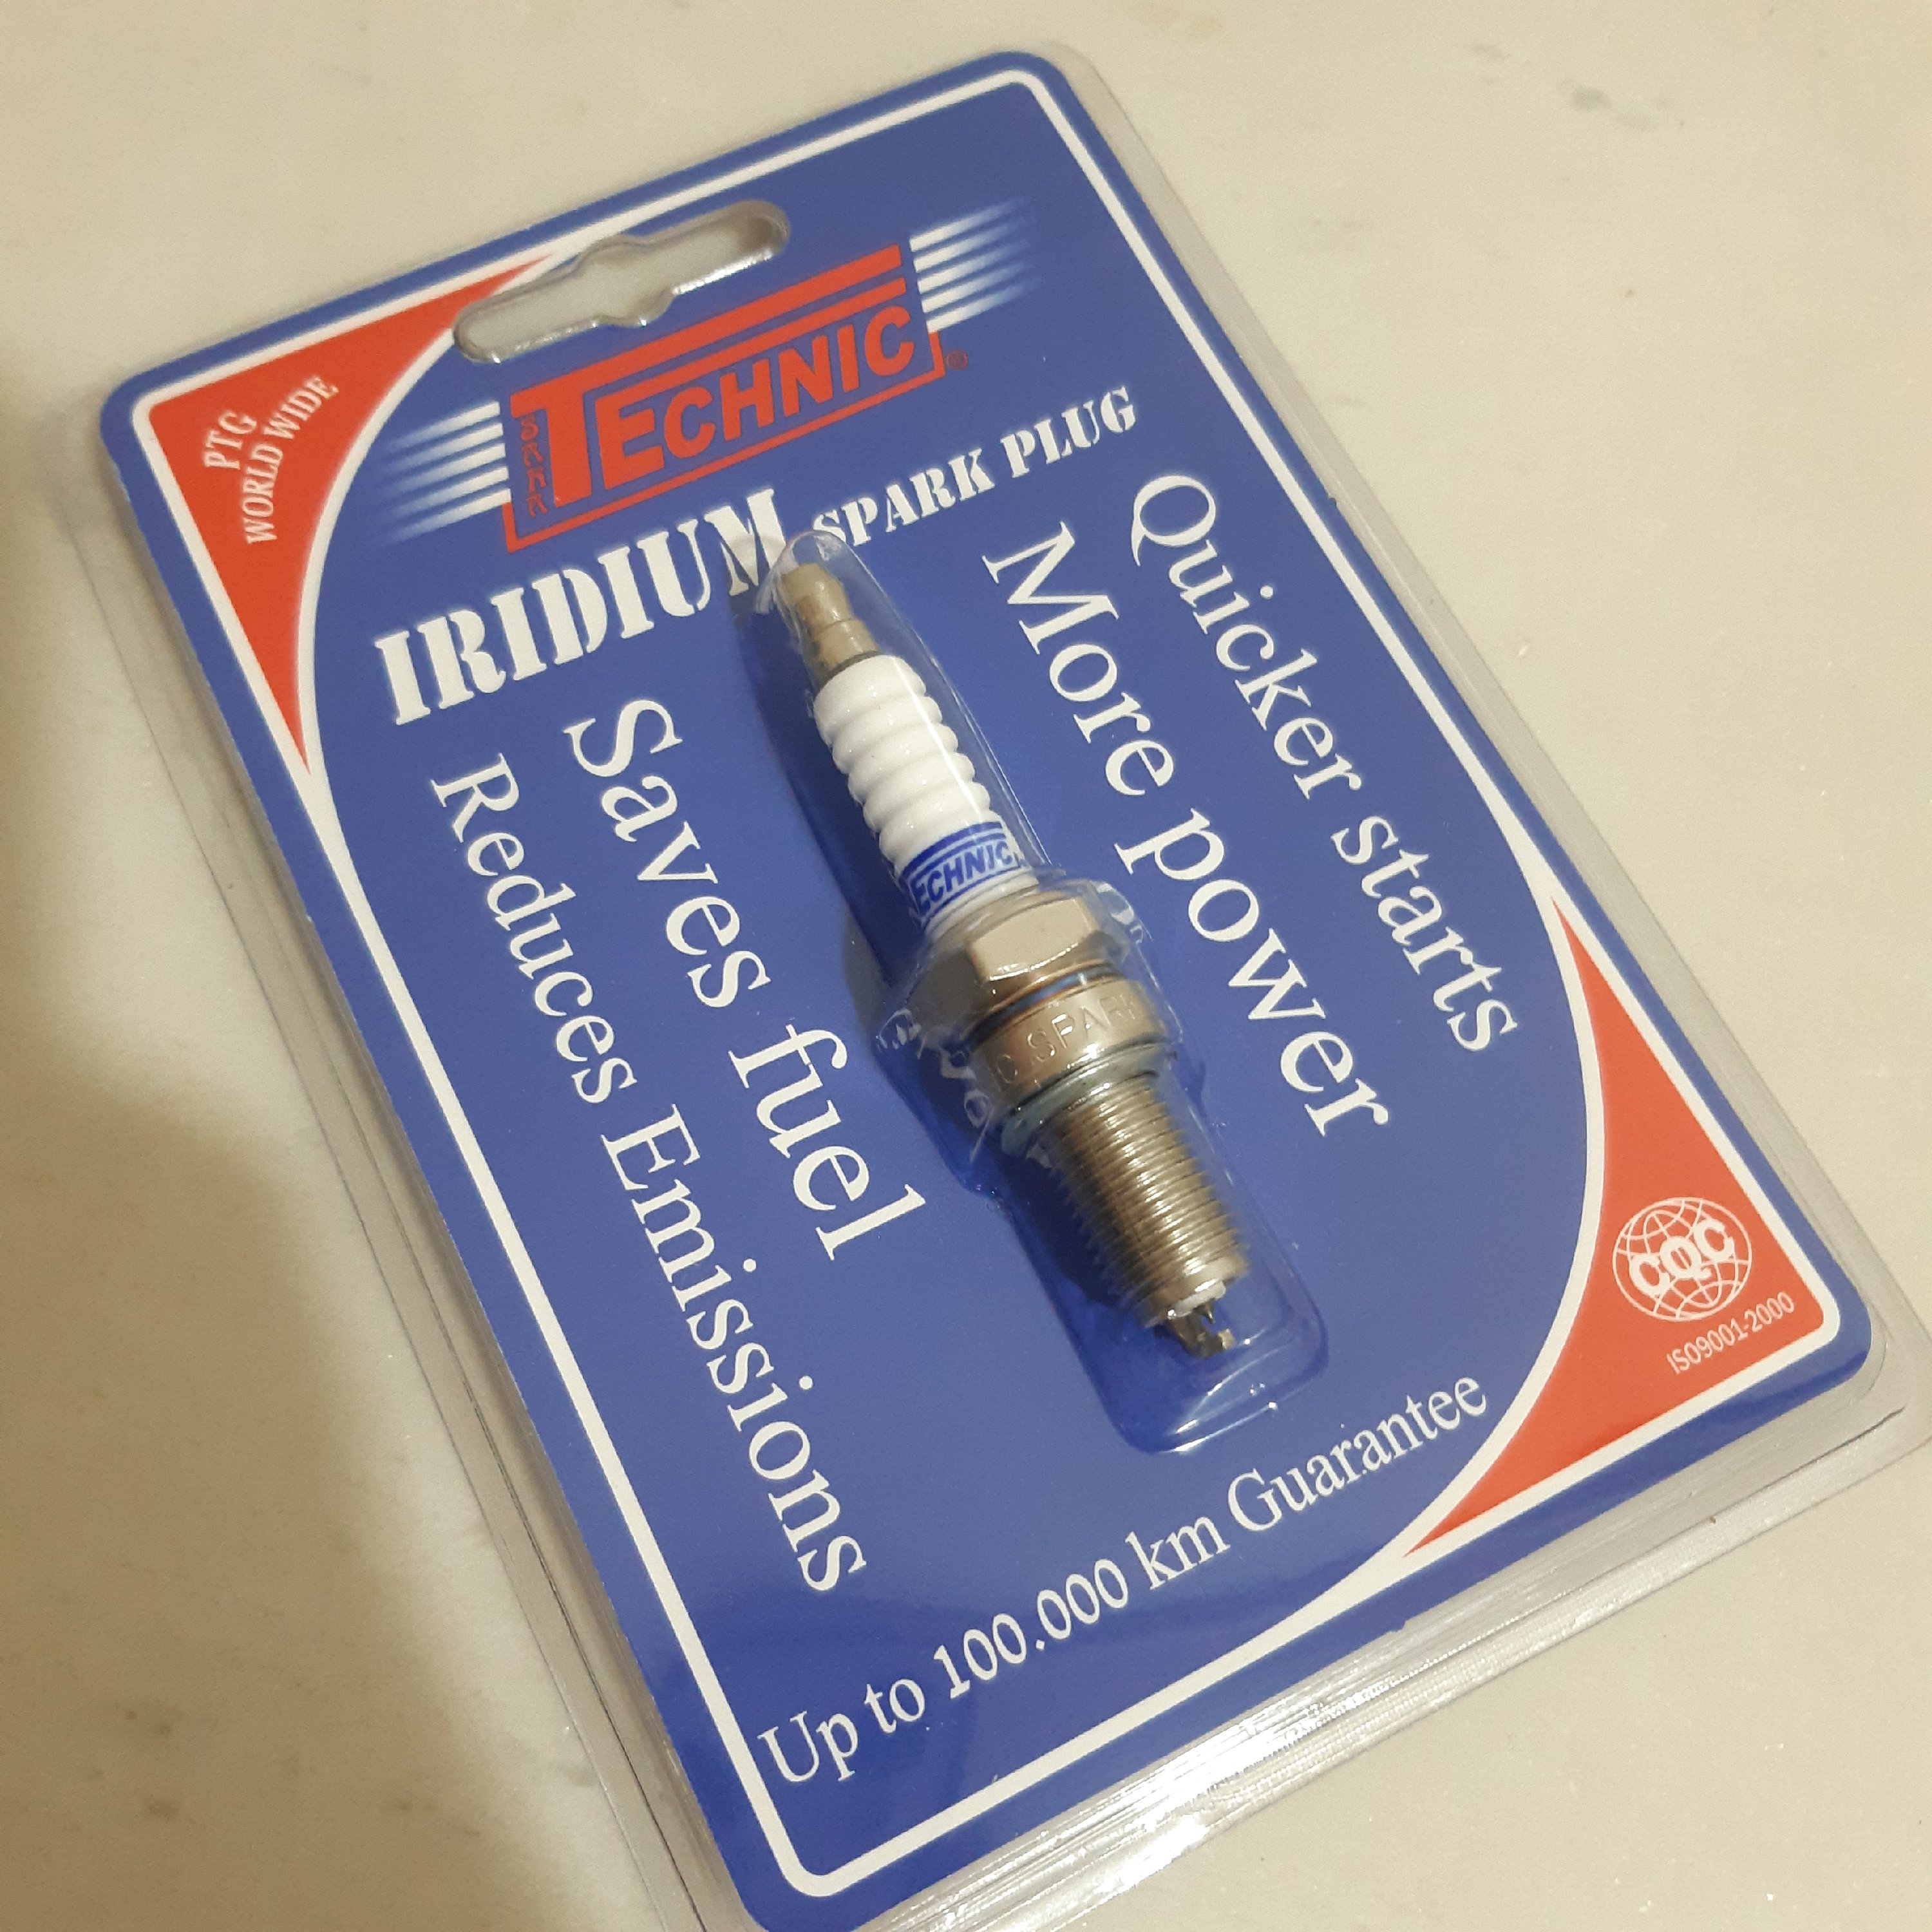 PTG
WORLD WIDE
TECHNIC®
IRIDIUM SPARK PLUG
Quicker starts
More power
Saves fuel
Reduces Emissions
TECHNIC
C SPARK
Up to 100.000 km Guarantee
CQC
ISO9001-2000